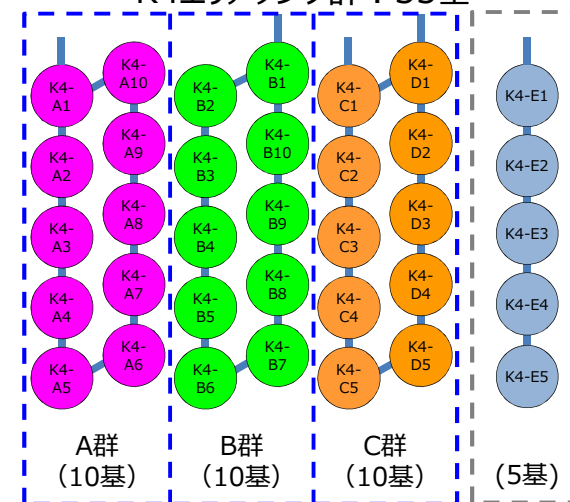 K4-
A1
K4-
A2
K4-
A3
K4-
A4
K4-
A5
K4-
A10
K4-
A9
K4-
A8
K4-
A7
K4-
A6
A群
(10基)
K4-
B2
K4-
B3
K4-
B4
K4-
B5
K4-
B6
K4-
B1
K4-
B10
K4-
B9
K4-
B8
K4-
B7
B群
(10基)
K4-
C1
K4-
C2
K4-
C3
K4-
C4
K4-
C5
K4-
D1
K4-
D2
K4-
D3
K4-
D4
K4-
D5
C群
(10基)
K4-E1
K4-E2
K4-E3
K4-E4
K4-E5
(5基)